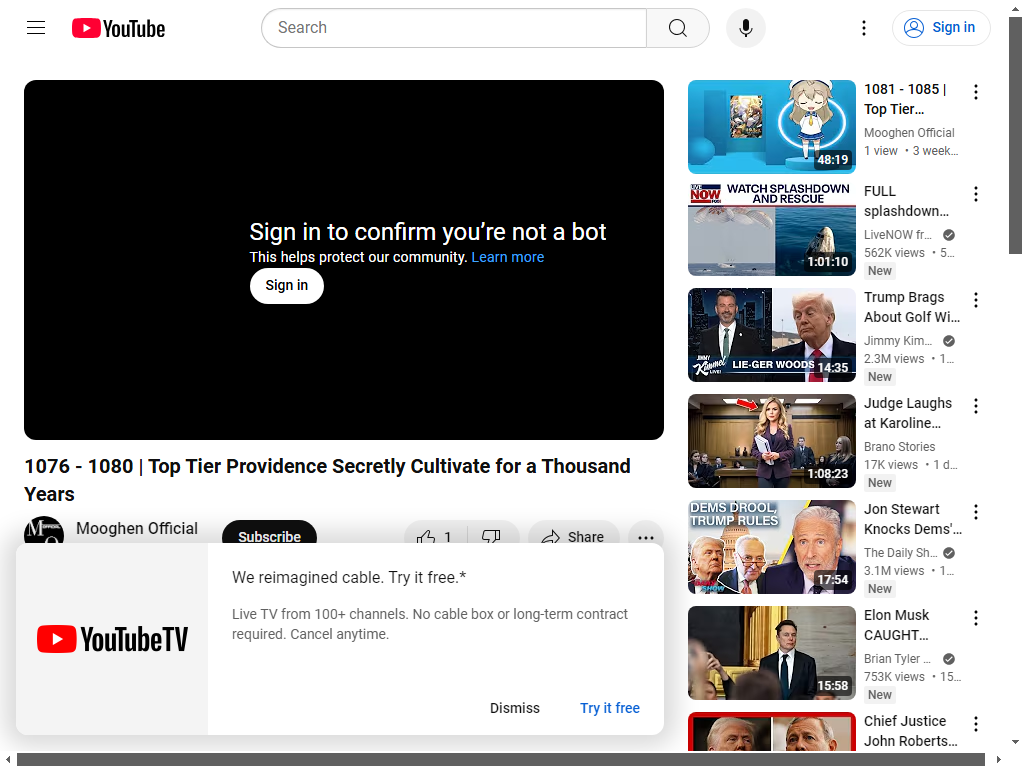 YouTube
Search
Sign in
Sign in to confirm you're not a bot
This helps protect our community. Learn more
Sign in
1076 - 1080 | Top Tier Providence Secretly Cultivate for a Thousand
Years
Mooghen Official
Subscribe
1
Share
YouTubeTV
We reimagined cable. Try it free.*
Live TV from 100+ channels. No cable box or long-term contract
required. Cancel anytime.
Dismiss
Try it free
48:19
1081 - 1085 |
Top Tier…
Mooghen Official
1 view • 3 week…
LIVE NOW FOX
WATCH SPLASHDOWN
AND RESCUE
1:01:10
FULL
splashdown…
LiveNOW fr…
562K views • 5…
New
JIMMY
Kimmel
LIVE!
LIE-GER WOODS
14:35
Trump Brags
About Golf Wi…
Jimmy Kim…
2.3M views • 1…
New
1:08:23
Judge Laughs
at Karoline…
Brano Stories
17K views • 1 d…
New
DEMS DROOL,
TRUMP RULES
17:54
Jon Stewart
Knocks Dems'…
The Daily Sh…
3.1M views • 1…
New
15:58
Elon Musk
CAUGHT…
Brian Tyler …
753K views • 15…
New
Chief Justice
John Roberts…